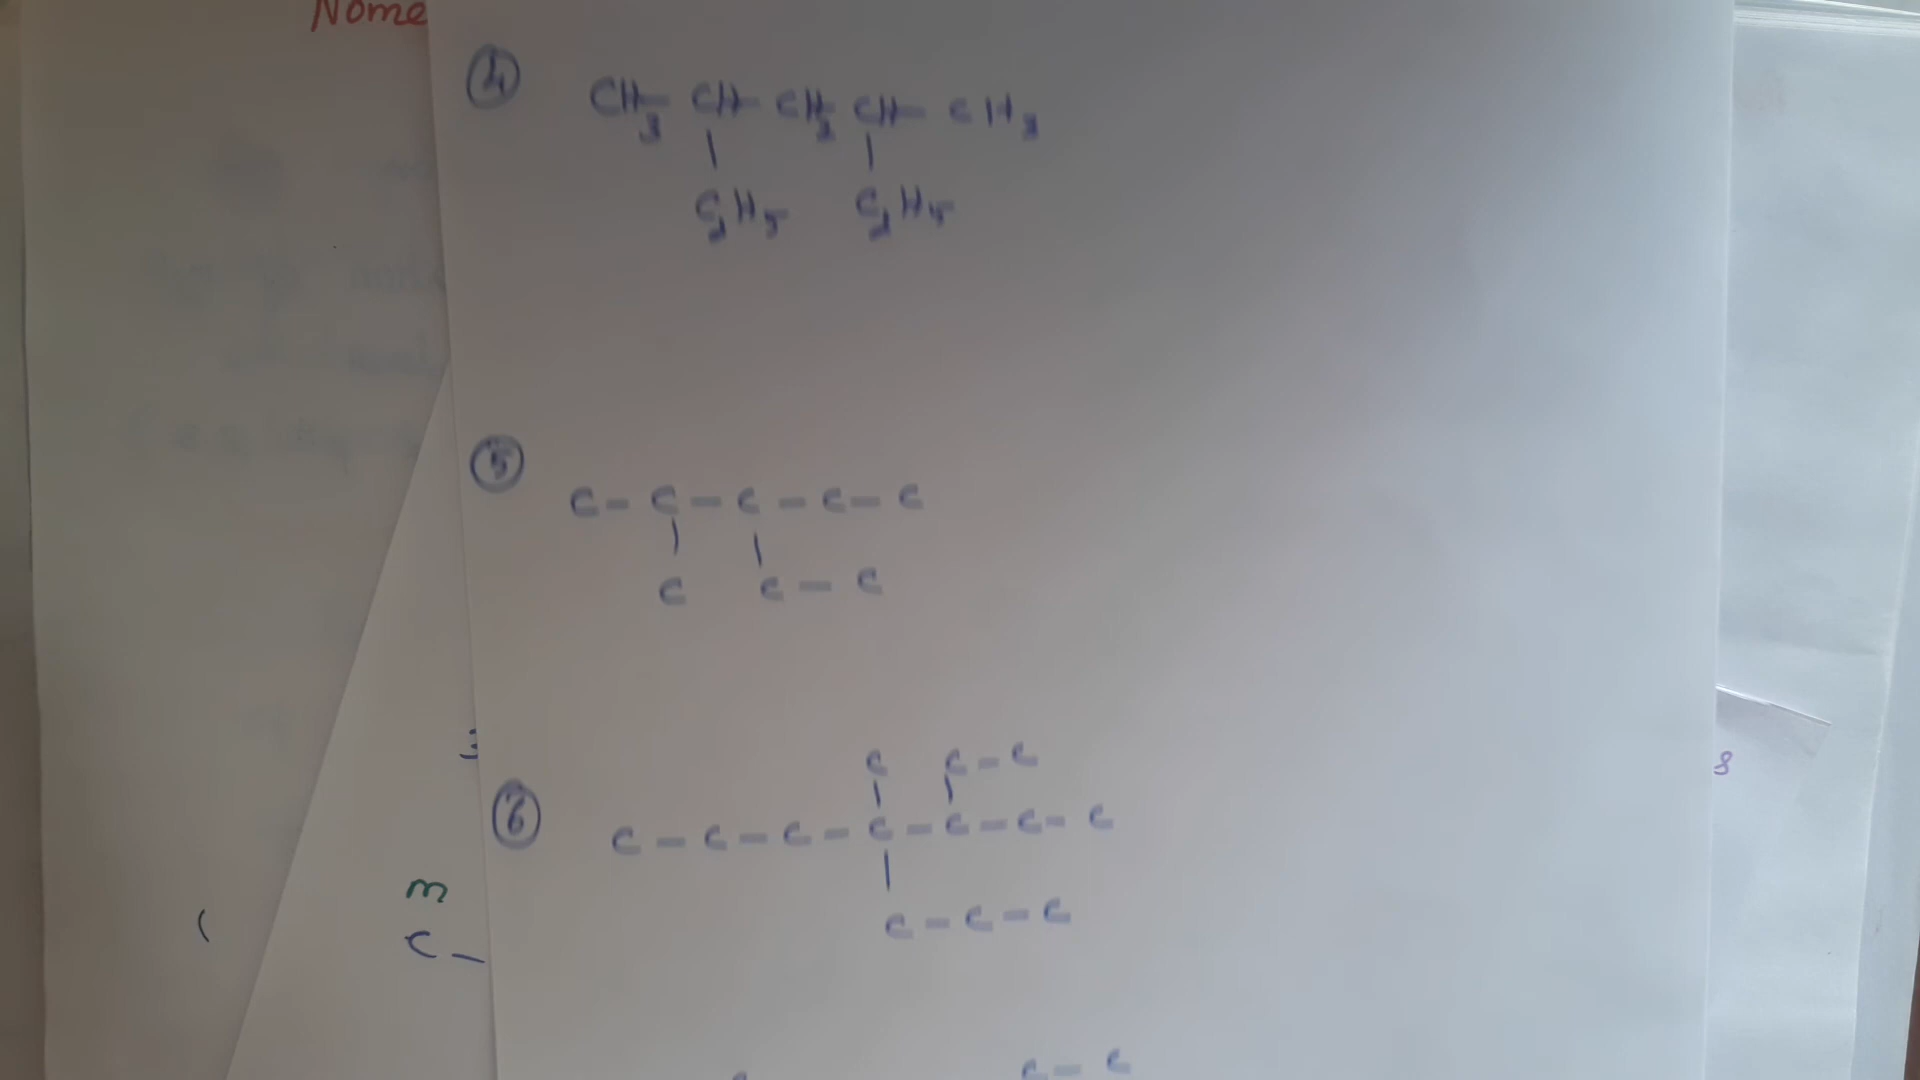 Nome
④ CH₃- CH- CH₂ CH- CH₃
| |
C₂H₅ C₂H₅
⑤ C - C - C - C - C
| |
C C - C
C C - C
| |
⑥ C - C - C - C - C - C - C
|
C - C - C
m
C -
8
C - C